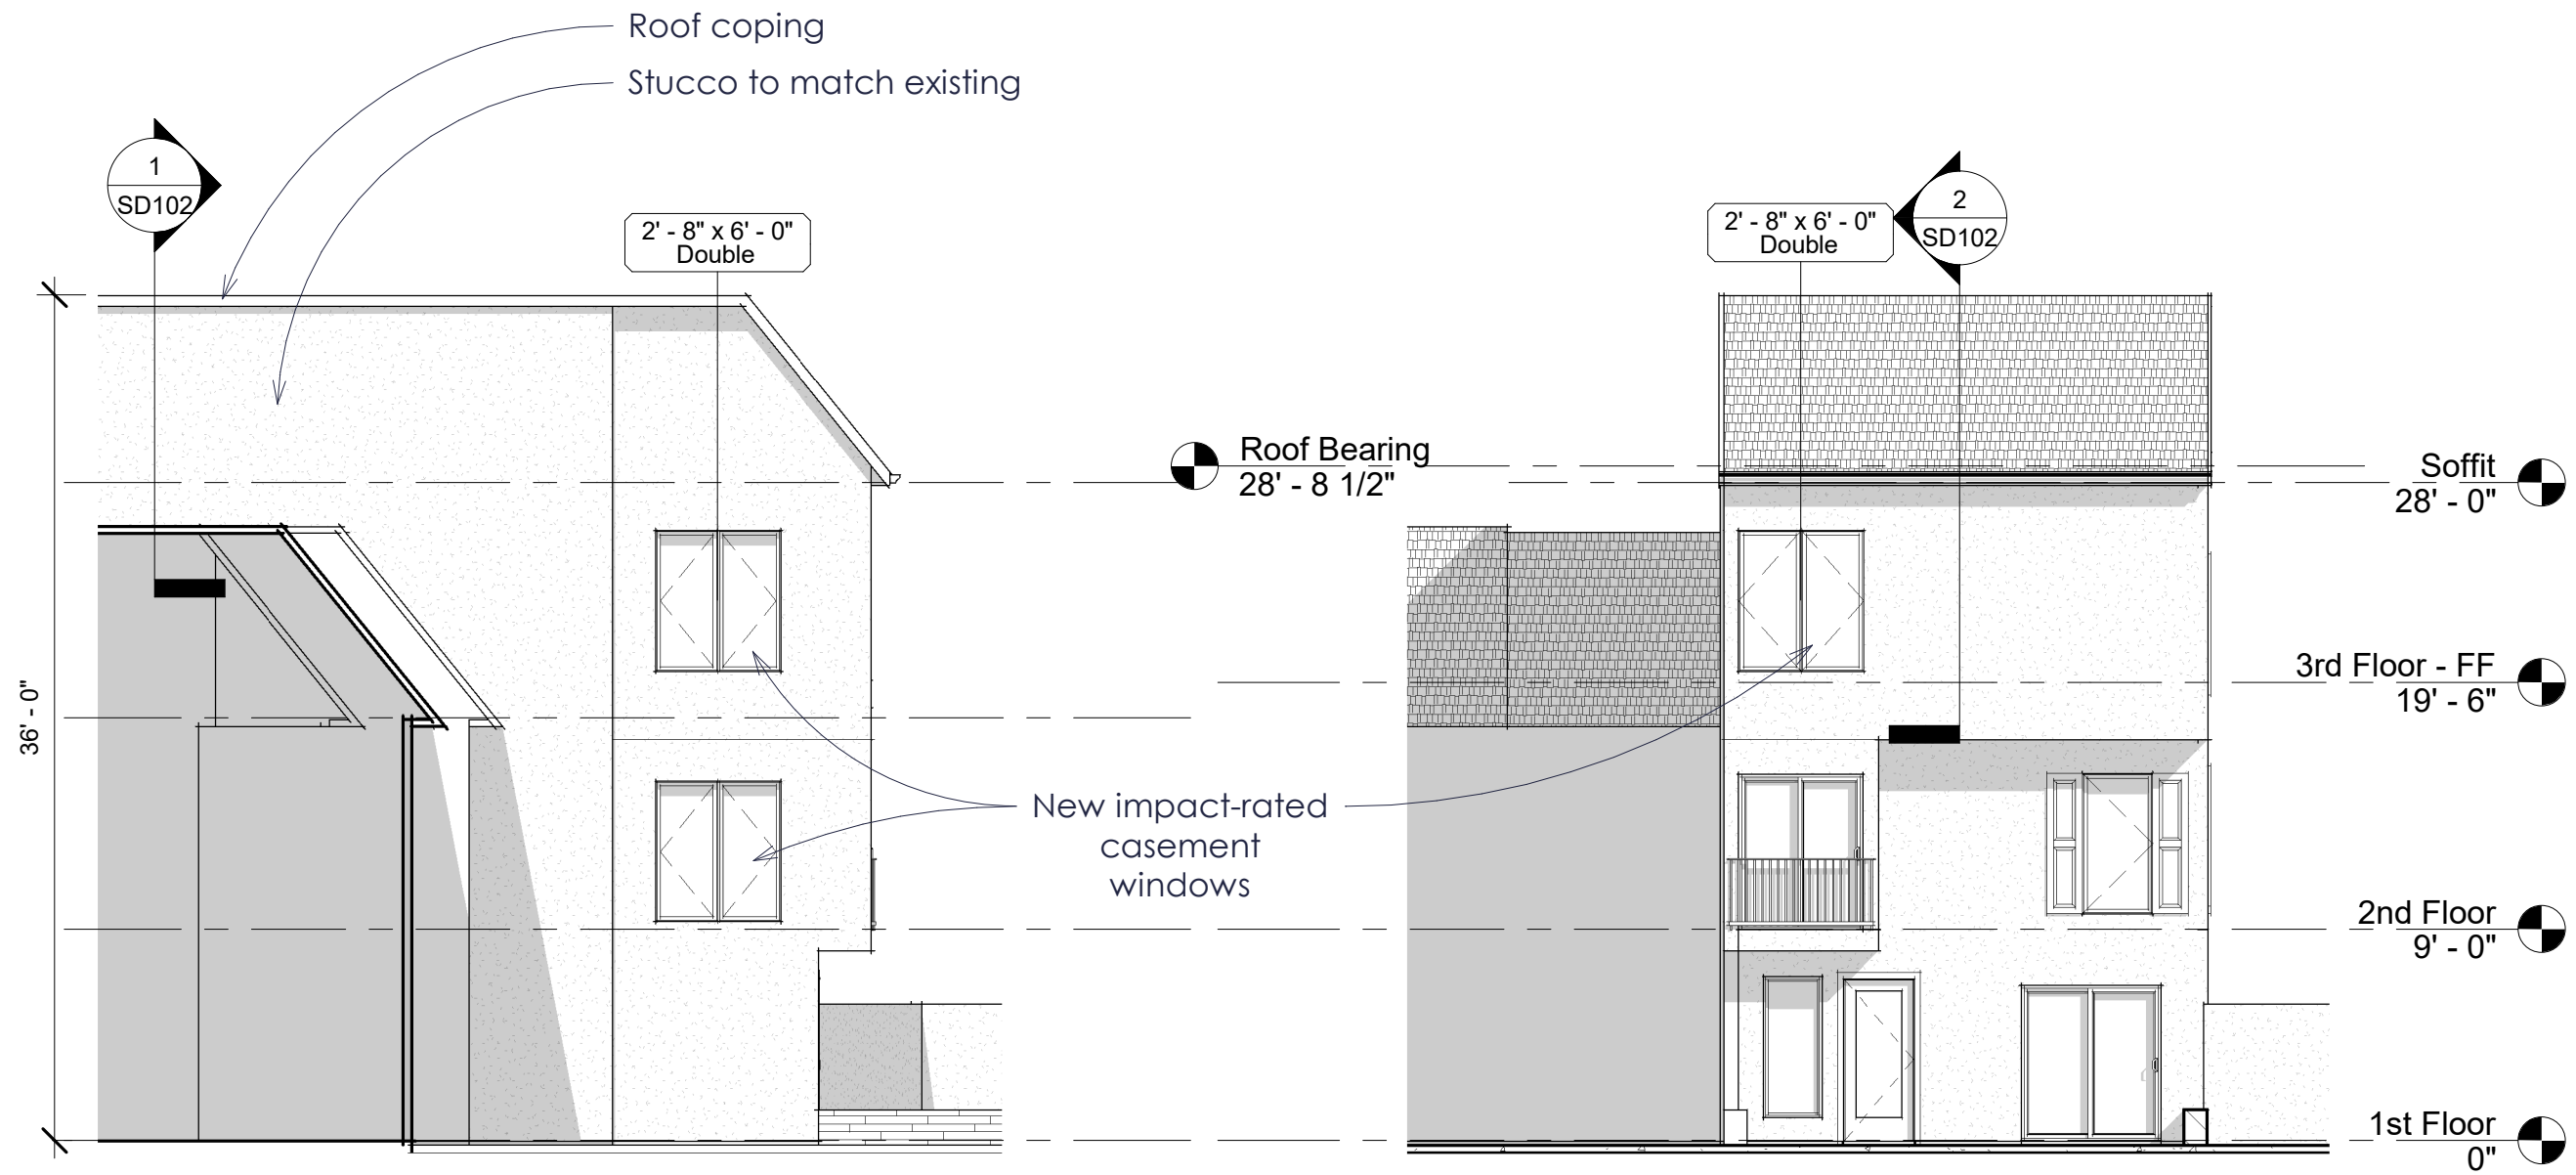 Roof coping
Stucco to match existing
1
SD102
2' - 8" x 6' - 0"
Double
2' - 8" x 6' - 0"
Double
2
SD102
Roof Bearing
28' - 8 1/2"
Soffit
28' - 0"
3rd Floor - FF
19' - 6"
36' - 0"
New impact-rated
casement
windows
2nd Floor
9' - 0"
1st Floor
0"